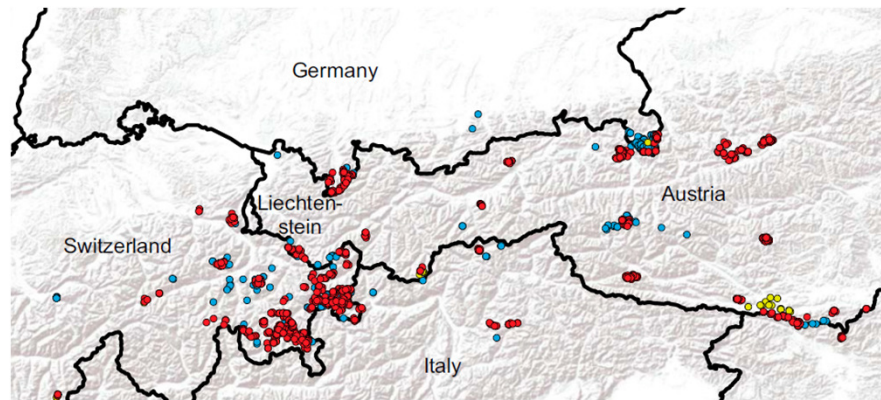 Germany
Liechten-
stein
Austria
Switzerland
Italy